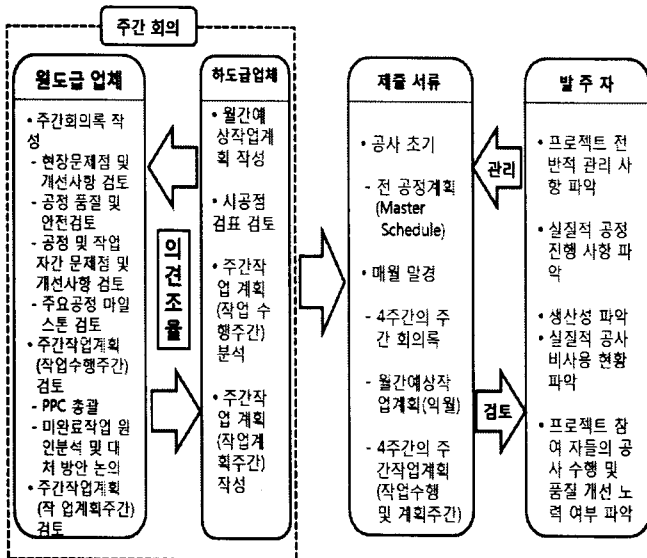 주간 회의
원도급 업체
• 주간회의록 작
성
- 현장문제점 및
개선사항 검토
- 공정 품질 및
안전검토
- 공정 및 작업
자간 문제점 및
개선사항 검토
- 주요공정 마일
스톤 검토
• 주간작업계획
(작업수행주간)
검토
- PPC 총괄
- 미완료작업 원
인분석 및 대
처 방안 논의
• 주간작업계획
(작 업계획주간)
검토
의견조율
하도급업체
• 월간예
상작업계
획 작성
• 시공점
검표 검토
• 주간작
업 계획
(작업 수
행주간)
분석
• 주간작
업 계획
(작업계
획주간)
작성
제출 서류
• 공사 초기
- 전 공정계획
(Master
Schedule)
• 매월 말경
- 4주간의 주
간 회의록
- 월간예상작
업계획(익월)
- 4주간의 주
간작업계획
(작업수행
및 계획주간)
관리
검토
발 주 자
• 프로젝트 전
반적 관리 사
항 파악
• 실질적 공정
진행 사항 파
악
• 생산성 파악
• 실질적 공사
비사용 현황
파악
• 프로젝트 참
여 자들의 공
사 수행 및
품질 개선 노
력 여부 파악